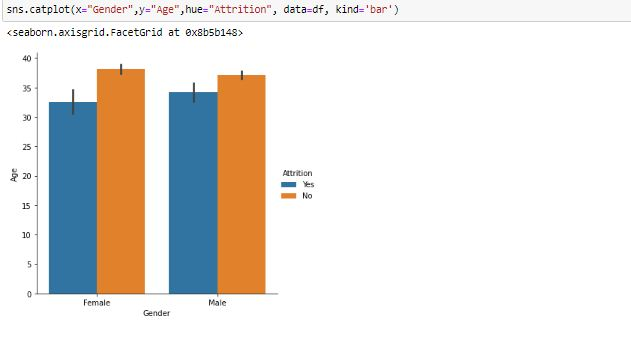 sns.catplot(x="Gender",y="Age",hue="Attrition", data=df, kind='bar')
<seaborn.axisgrid.FacetGrid at 0x8b5b148>
40
35
30
25
20
15
10
5
0
Age
Female
Male
Gender
Attrition
Yes
No